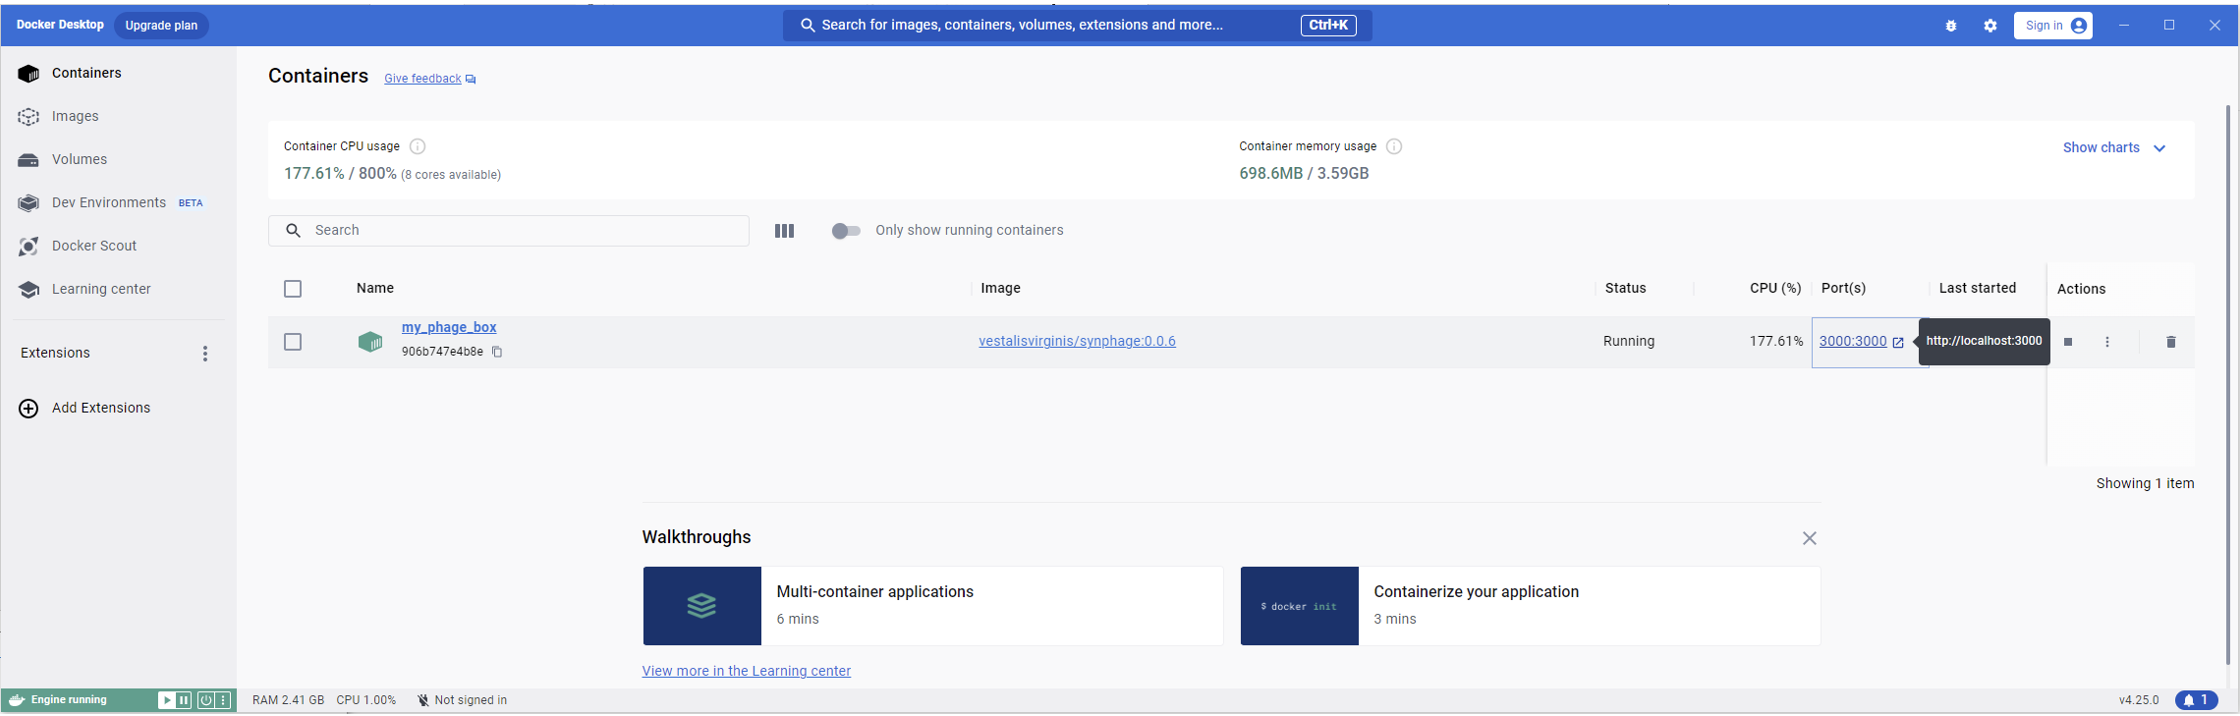 Docker Desktop Upgrade plan Search for images, containers, volumes, extensions and more... Ctrl+K Sign in
Containers
Images
Volumes
Dev Environments BETA
Docker Scout
Learning center
Extensions
Add Extensions
Containers Give feedback
Container CPU usage
177.61% / 800% (8 cores available)
Container memory usage
698.6MB / 3.59GB
Show charts
Search
Only show running containers
Name Image Status CPU (%) Port(s) Last started Actions
my_phage_box
906b747e4b8e
vestalisvirginis/synphage:0.0.6 Running 177.61% 3000:3000 http://localhost:3000
Showing 1 item
Walkthroughs
Multi-container applications
6 mins
$ docker init
Containerize your application
3 mins
View more in the Learning center
Engine running RAM 2.41 GB CPU 1.00% Not signed in v4.25.0 1